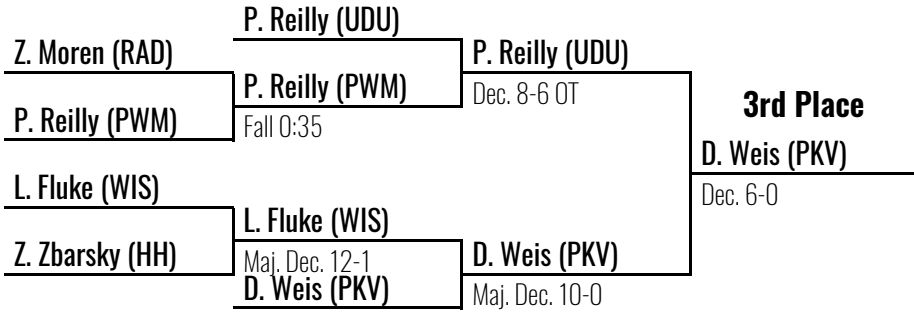 P. Reilly (UDU)
Z. Moren (RAD)
P. Reilly (UDU)
P. Reilly (PWM)
Dec. 8-6 OT
3rd Place
P. Reilly (PWM)
Fall 0:35
D. Weis (PKV)
L. Fluke (WIS)
Dec. 6-0
L. Fluke (WIS)
Z. Zbarsky (HH)
D. Weis (PKV)
Maj. Dec. 12-1
D. Weis (PKV)
Maj. Dec. 10-0